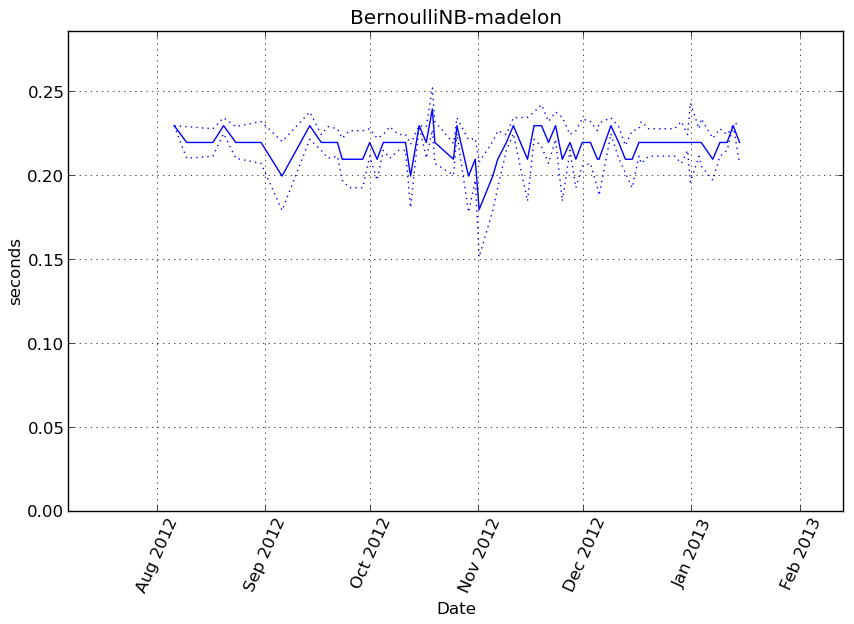 BernoulliNB-madelon
0.25
0.20
0.15
0.10
0.05
0.00
seconds
Aug 2012
Sep 2012
Oct 2012
Nov 2012
Dec 2012
Jan 2013
Feb 2013
Date